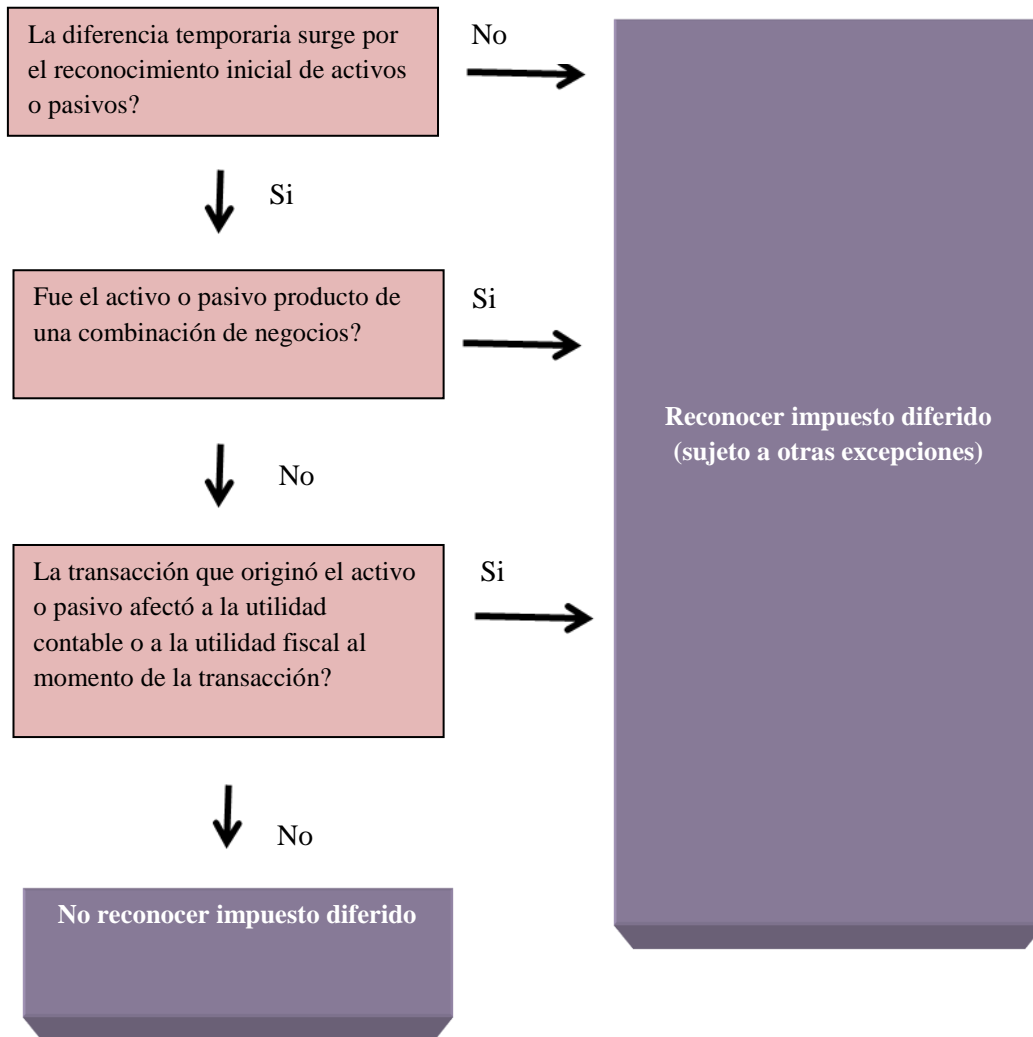 La diferencia temporaria surge por
el reconocimiento inicial de activos
o pasivos?
No
Si
Fue el activo o pasivo producto de
una combinación de negocios?
Si
No
La transacción que originó el activo
o pasivo afectó a la utilidad
contable o a la utilidad fiscal al
momento de la transacción?
Si
No
No reconocer impuesto diferido
Reconocer impuesto diferido
(sujeto a otras excepciones)